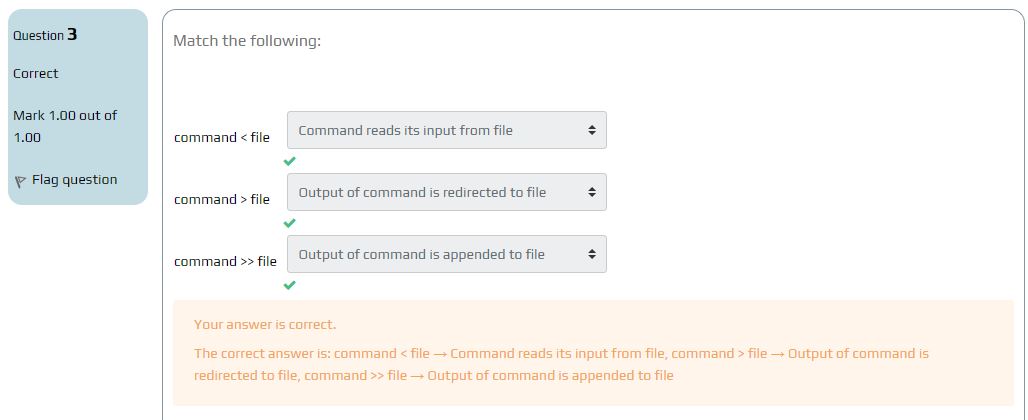 Question 3
Correct
Mark 1.00 out of
1.00
Flag question
Match the following:
command < file
Command reads its input from file
command > file
Output of command is redirected to file
command >> file
Output of command is appended to file
Your answer is correct.
The correct answer is: command < file → Command reads its input from file, command > file → Output of command is
redirected to file, command >> file → Output of command is appended to file